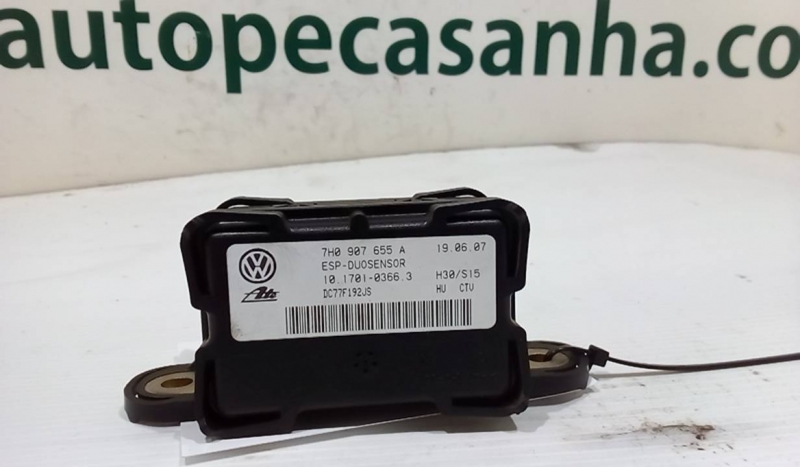 autopecasanha.co
7H0 907 655 A 19.06.07
ESP-DUOSENSOR
10.1701-0366.3 H30/S15
DC77F192JS HU CTV
Ate